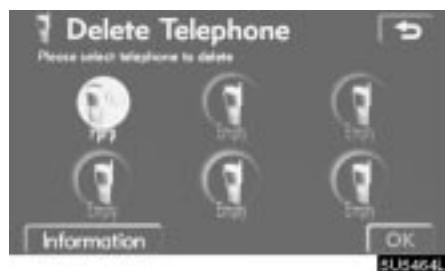 Delete Telephone
Please select telephone to delete
Empty Empty
Empty Empty Empty
Information OK
5U5464L